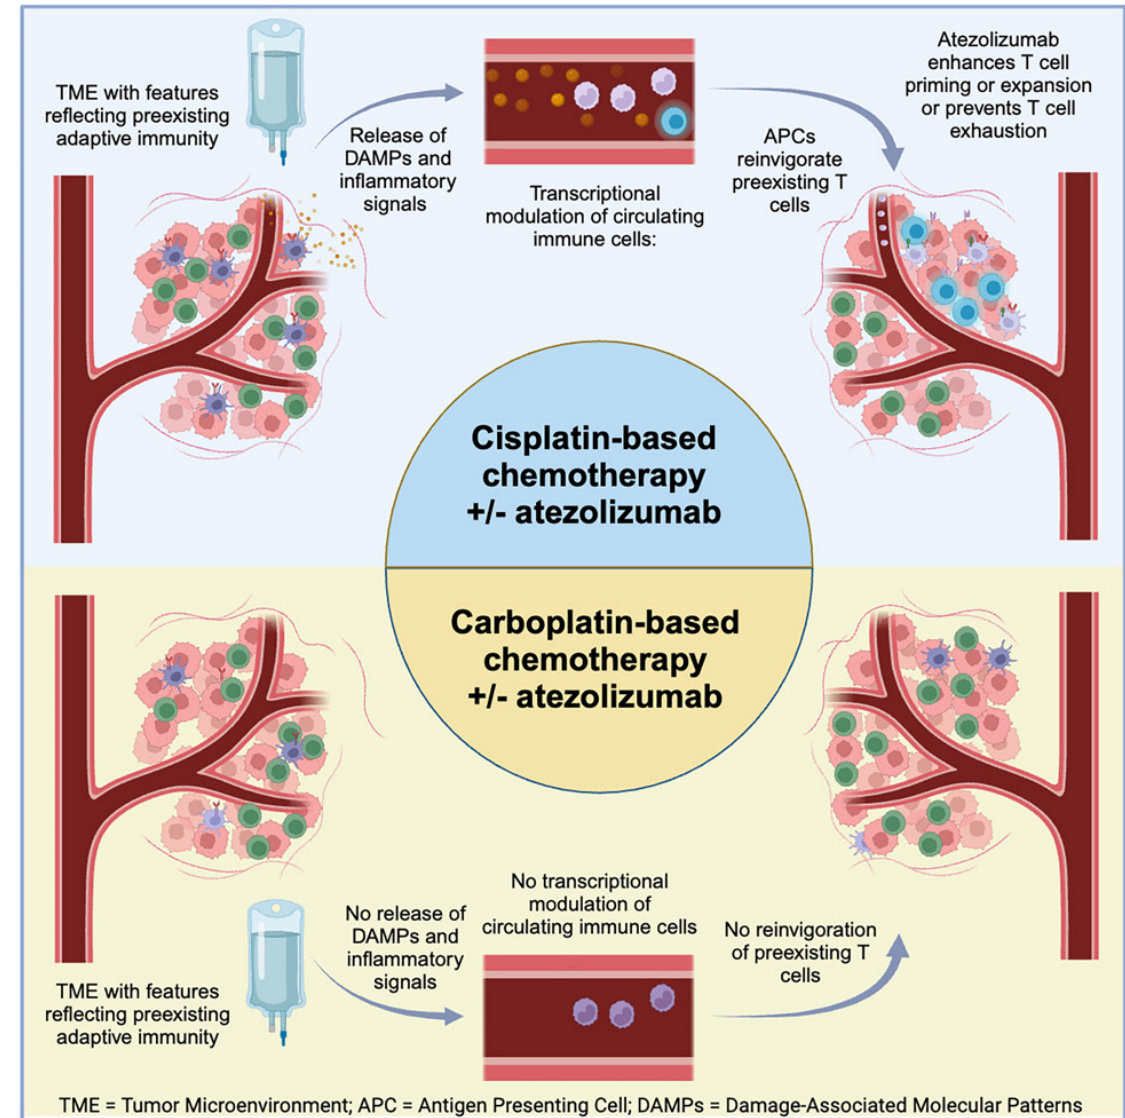 TME with features
reflecting preexisting
adaptive immunity
Release of
DAMPs and
inflammatory
signals
Transcriptional
modulation of circulating
immune cells:
APCs
reinvigorate
preexisting T
cells
Atezolizumab
enhances T cell
priming or expansion
or prevents T cell
exhaustion
Cisplatin-based
chemotherapy
+/- atezolizumab
Carboplatin-based
chemotherapy
+/- atezolizumab
TME with features
reflecting preexisting
adaptive immunity
No release of
DAMPs and
inflammatory
signals
No transcriptional
modulation of
circulating immune cells
No reinvigoration
of preexisting T
cells
TME = Tumor Microenvironment; APC = Antigen Presenting Cell; DAMPs = Damage-Associated Molecular Patterns